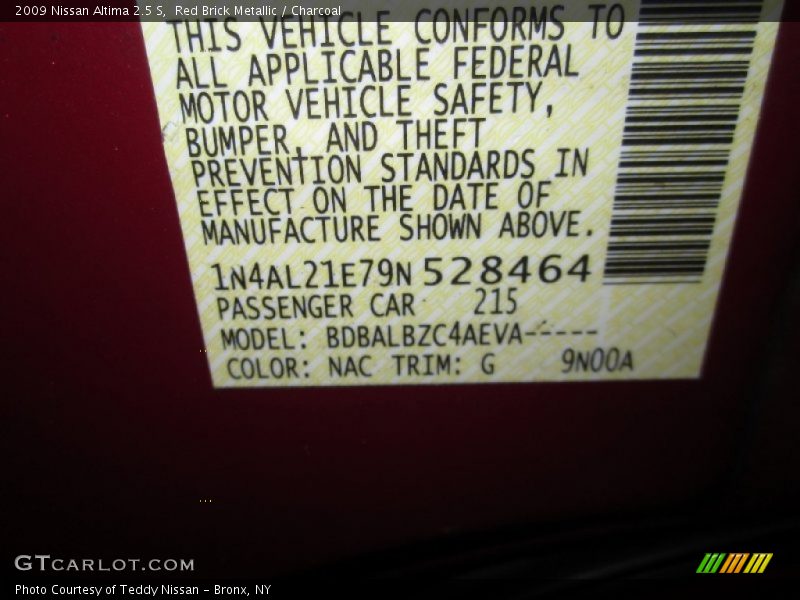 2009 Nissan Altima 2.5 S, Red Brick Metallic / Charcoal
THIS VEHICLE CONFORMS TO
ALL APPLICABLE FEDERAL
MOTOR VEHICLE SAFETY,
BUMPER, AND THEFT
PREVENTION STANDARDS IN
EFFECT ON THE DATE OF
MANUFACTURE SHOWN ABOVE.
1N4AL21E79N528464
PASSENGER CAR 215
MODEL: BDBALBZC4AEVA-----
COLOR: NAC TRIM: G 9N00A
GTCARLOT.COM
Photo Courtesy of Teddy Nissan - Bronx, NY